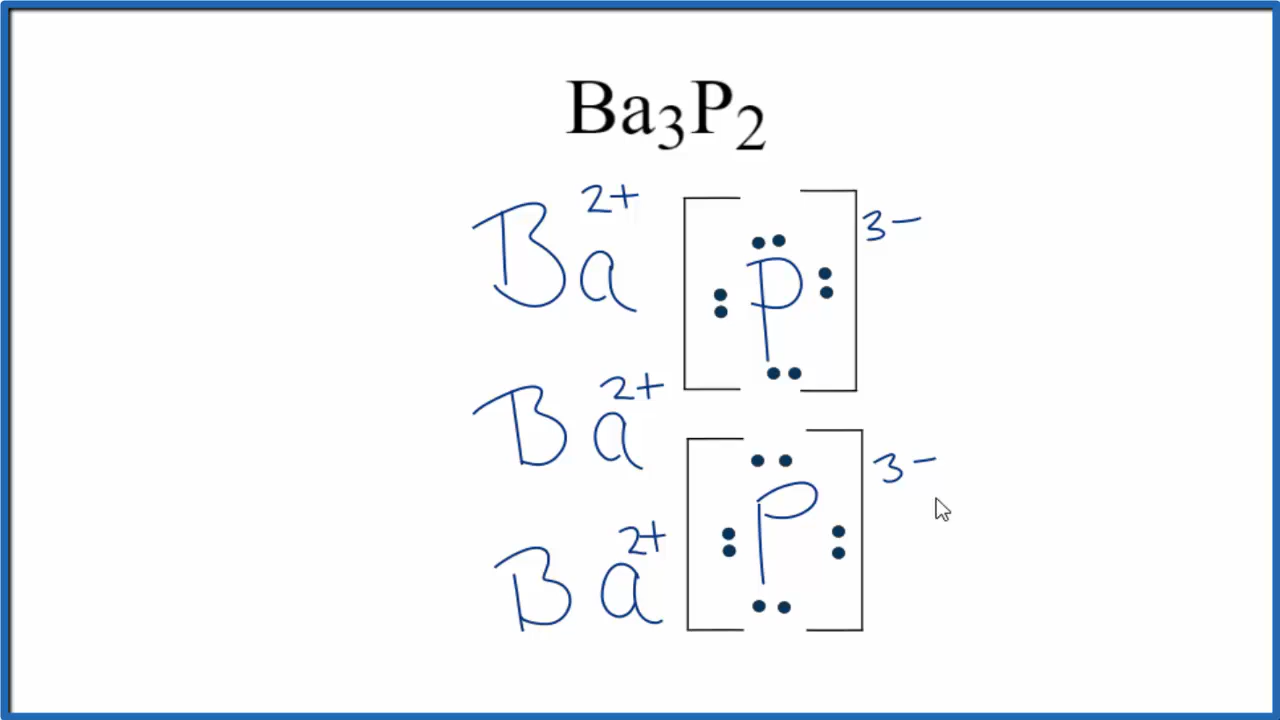 Ba₃P₂
Ba²⁺ [P]³⁻
Ba²⁺
[P]³⁻
Ba²⁺